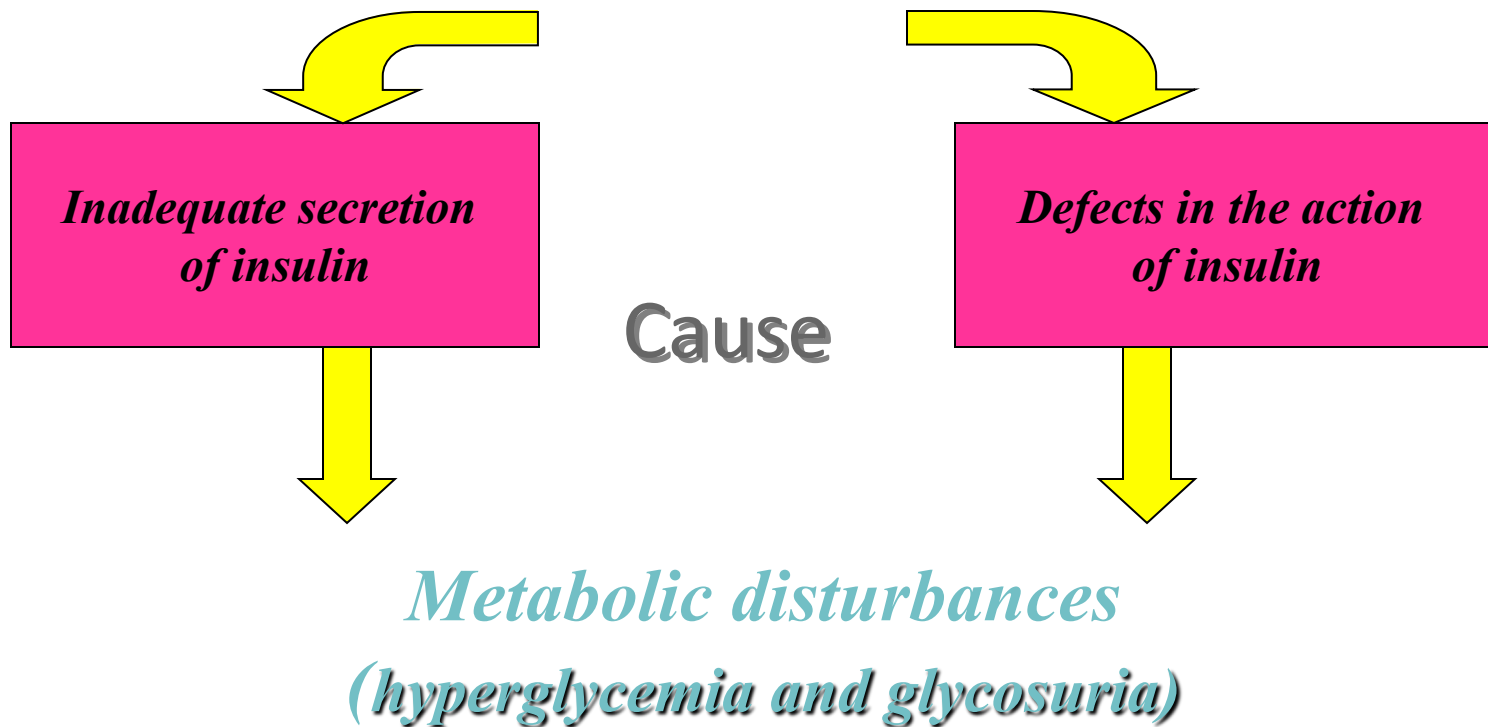 Inadequate secretion
of insulin
Defects in the action
of insulin
Cause
Metabolic disturbances
(hyperglycemia and glycosuria)